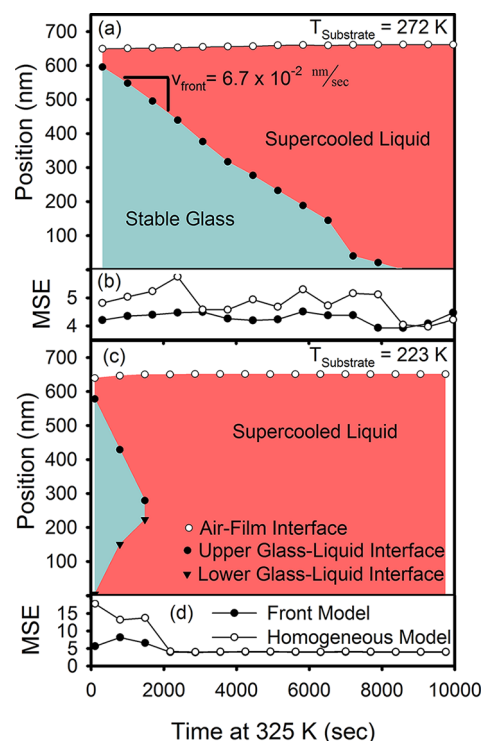 (a)
T Substrate = 272 K
700
600
500
400
300
200
100
Position (nm)
v front = 6.7 x 10⁻² nm/sec
Supercooled Liquid
Stable Glass
(b)
5
4
MSE
(c)
T Substrate = 223 K
700
600
500
400
300
200
100
Position (nm)
Supercooled Liquid
Air-Film Interface
Upper Glass-Liquid Interface
Lower Glass-Liquid Interface
(d)
15
10
5
0
MSE
Front Model
Homogeneous Model
0 2000 4000 6000 8000 10000
Time at 325 K (sec)